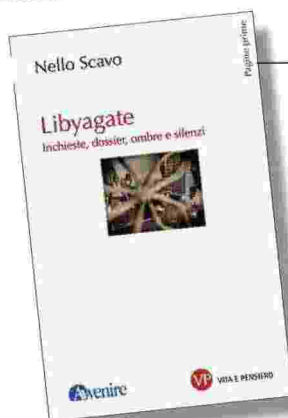 Nello Scavo
Pagine prime
Libyagate
Inchieste, dossier, ombre e silenzi
Avvenire
VP VITA E PENSIERO